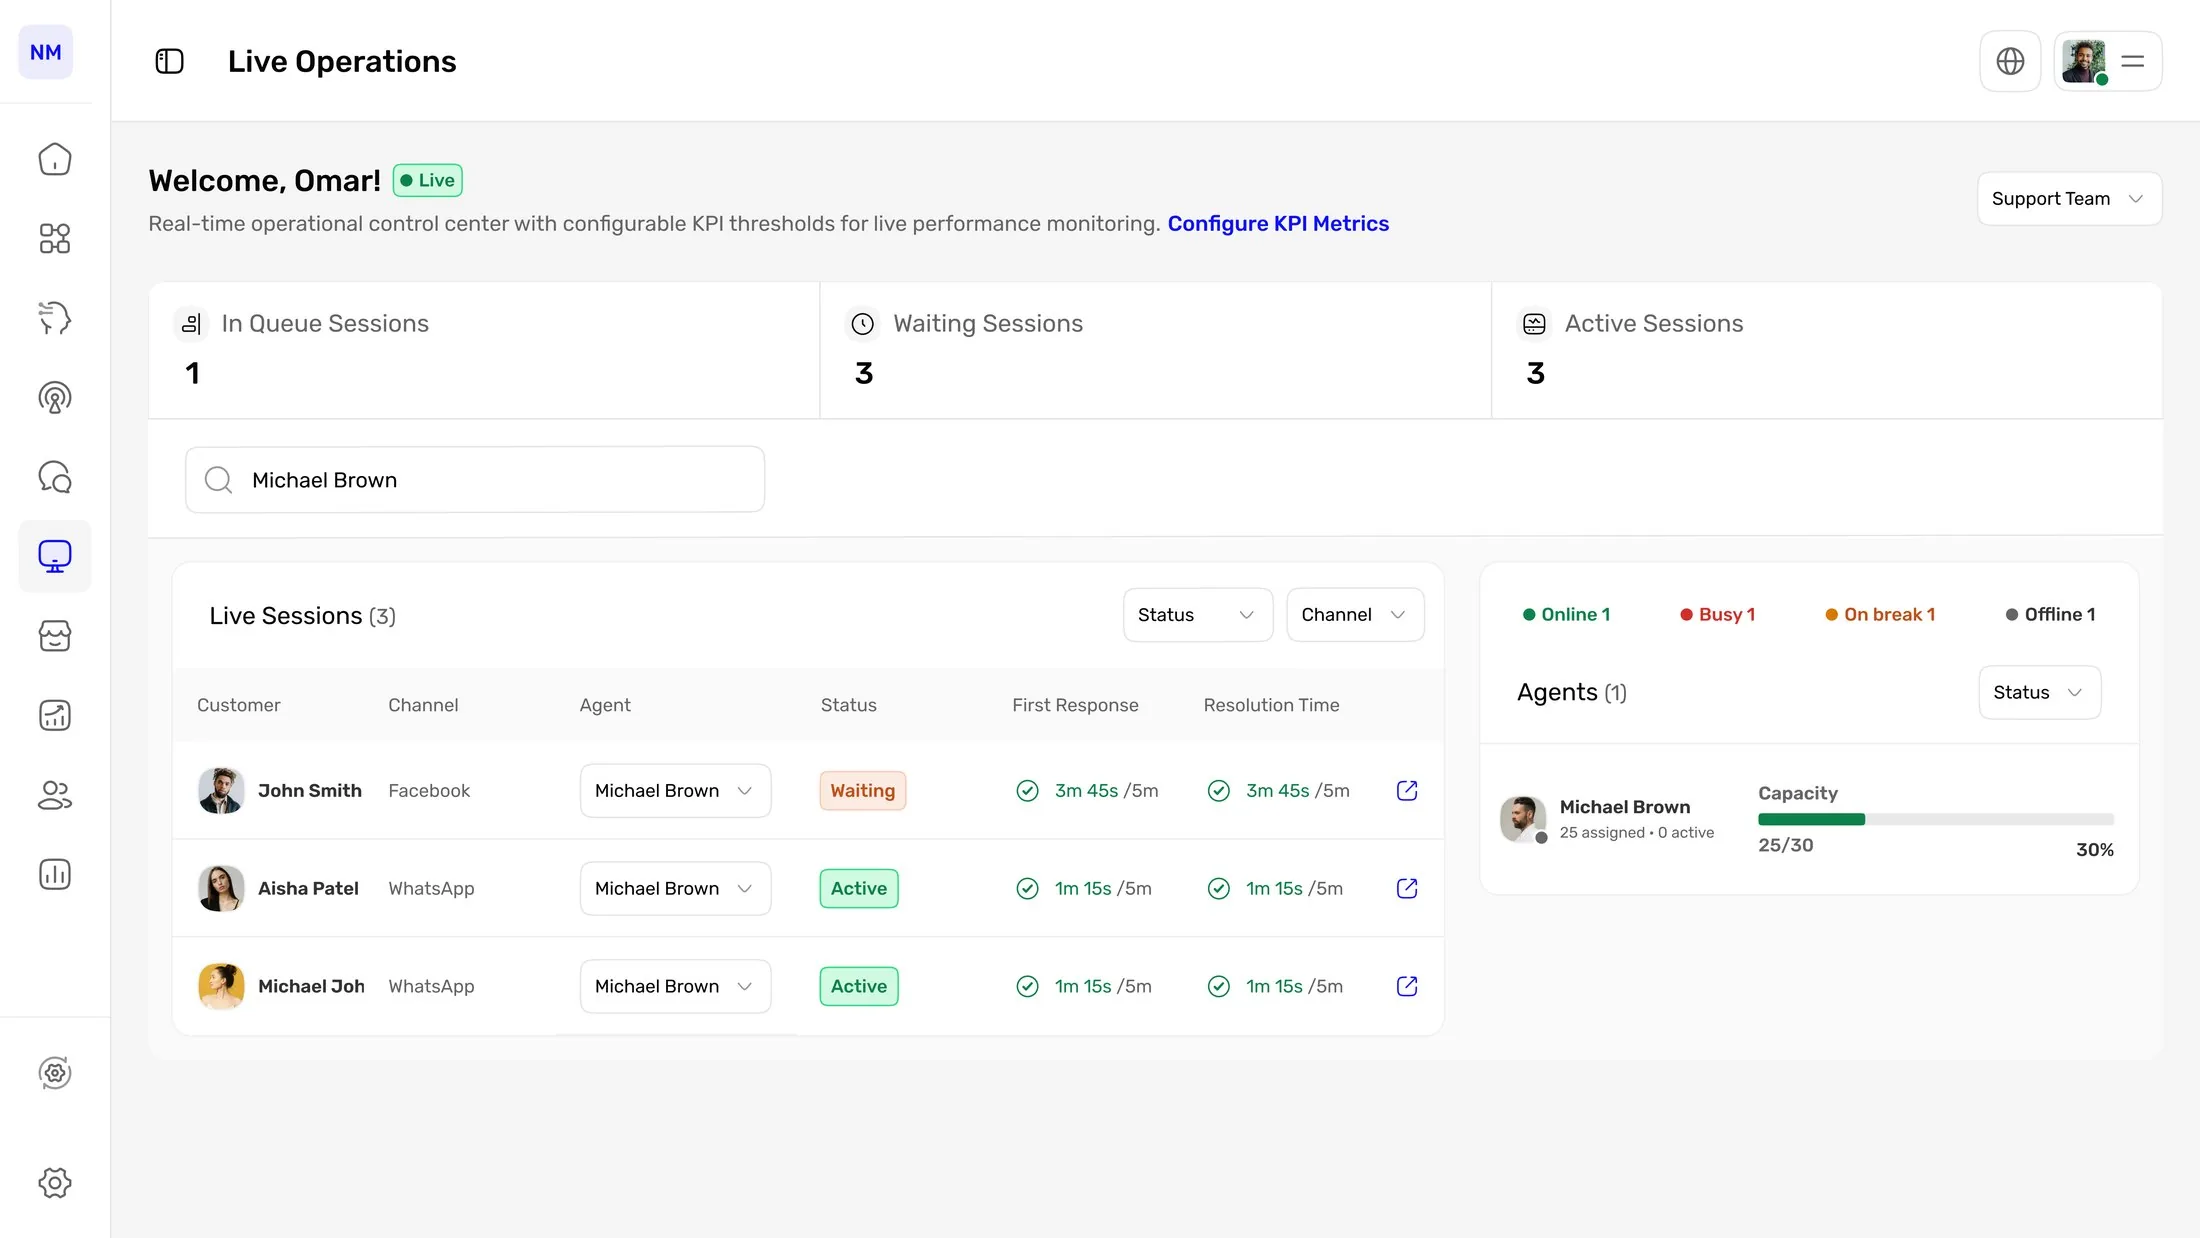 NM
Live Operations
Welcome, Omar!
Live
Real-time operational control center with configurable KPI thresholds for live performance monitoring. Configure KPI Metrics
Support Team
In Queue Sessions
1
Waiting Sessions
3
Active Sessions
3
Michael Brown
Live Sessions (3)
Status
Channel
Customer Channel Agent Status First Response Resolution Time
John Smith Facebook Michael Brown Waiting 3m 45s /5m 3m 45s /5m
Aisha Patel WhatsApp Michael Brown Active 1m 15s /5m 1m 15s /5m
Michael Joh WhatsApp Michael Brown Active 1m 15s /5m 1m 15s /5m
Online 1 Busy 1 On break 1 Offline 1
Agents (1)
Status
Michael Brown
25 assigned • 0 active
Capacity
25/30
30%